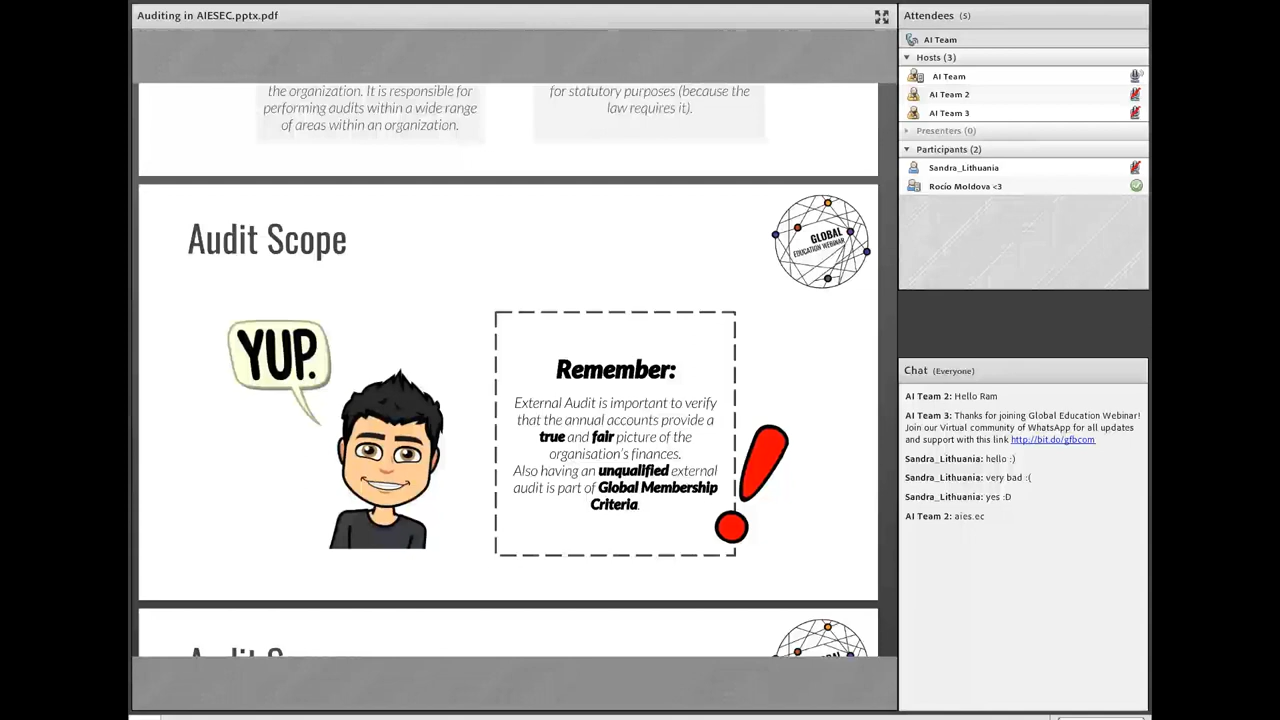 Auditing in AIESEC.pptx.pdf
the organization. It is responsible for
performing audits within a wide range
of areas within an organization.
for statutory purposes (because the
law requires it).
Audit Scope
GLOBAL
EDUCATION WEBINAR
YUP.
Remember:
External Audit is important to verify
that the annual accounts provide a
true and fair picture of the
organisation's finances.
Also having an unqualified external
audit is part of Global Membership
Criteria.
Attendees (5)
AI Team
Hosts (3)
AI Team
AI Team 2
AI Team 3
Presenters (0)
Participants (2)
Sandra_Lithuania
Rocío Moldova <3
Chat (Everyone)
AI Team 2: Hello Ram
AI Team 3: Thanks for joining Global Education Webinar!
Join our Virtual community of WhatsApp for all updates
and support with this link http://bit.do/gfbcom
Sandra_Lithuania: hello :)
Sandra_Lithuania: very bad :(
Sandra_Lithuania: yes :D
AI Team 2: aies.ec